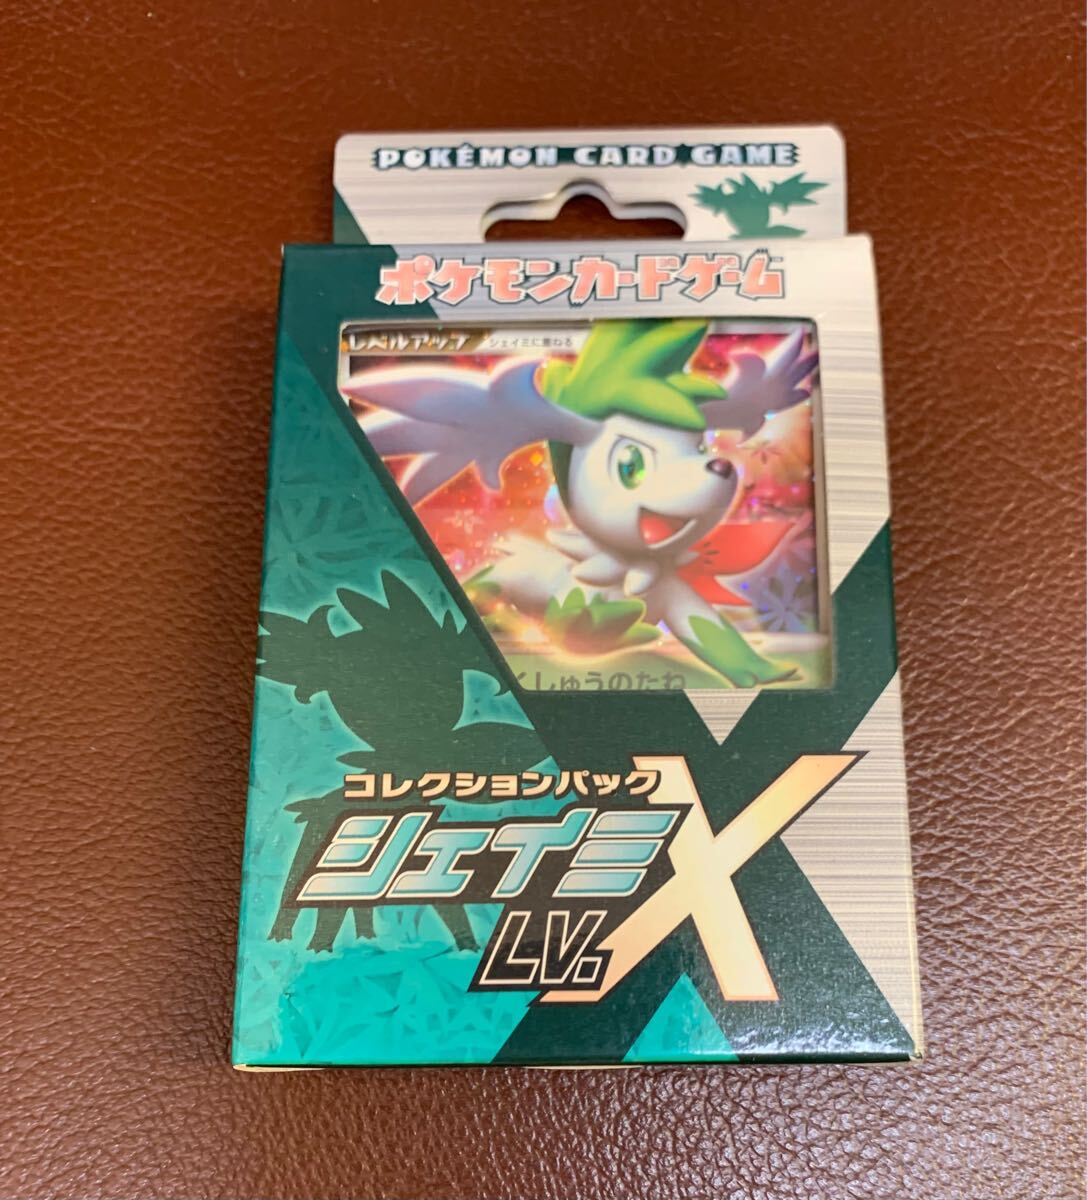 POKÉMON CARD GAME
ポケモンカードゲーム
レベルアップ シェイミに重ねる
くしゅうのたね
コレクションパック
シェイミ
LV.X